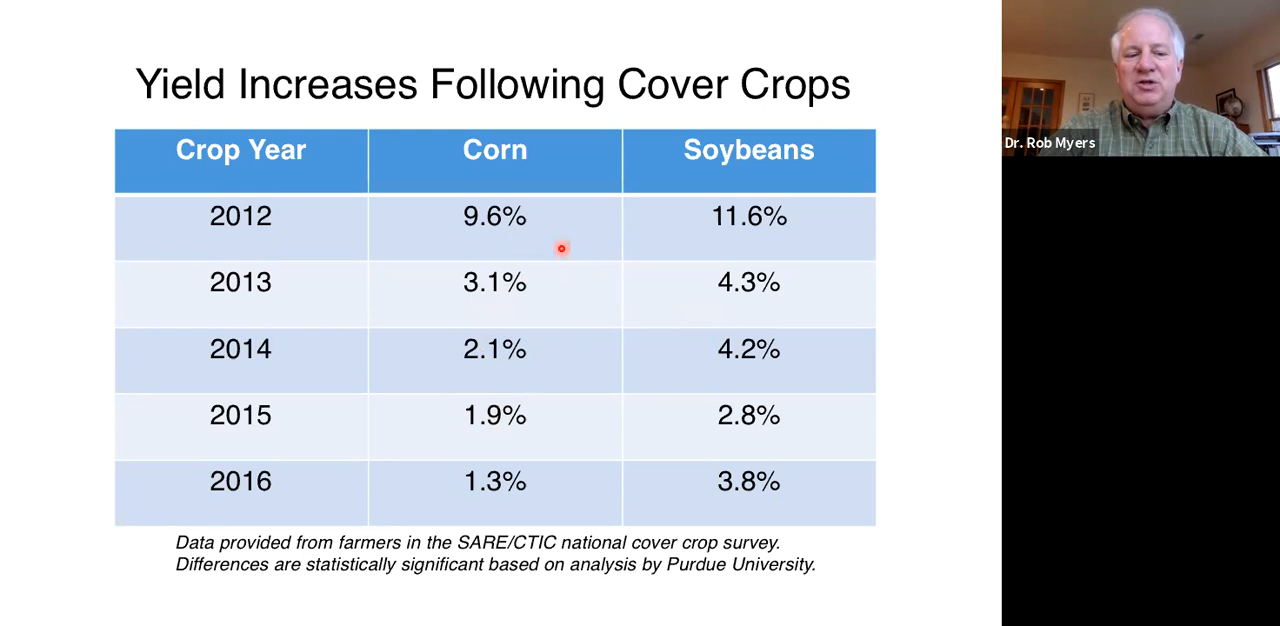 Yield Increases Following Cover Crops
Crop Year Corn Soybeans
2012 9.6% 11.6%
2013 3.1% 4.3%
2014 2.1% 4.2%
2015 1.9% 2.8%
2016 1.3% 3.8%
Data provided from farmers in the SARE/CTIC national cover crop survey.
Differences are statistically significant based on analysis by Purdue University.
Dr. Rob Myers